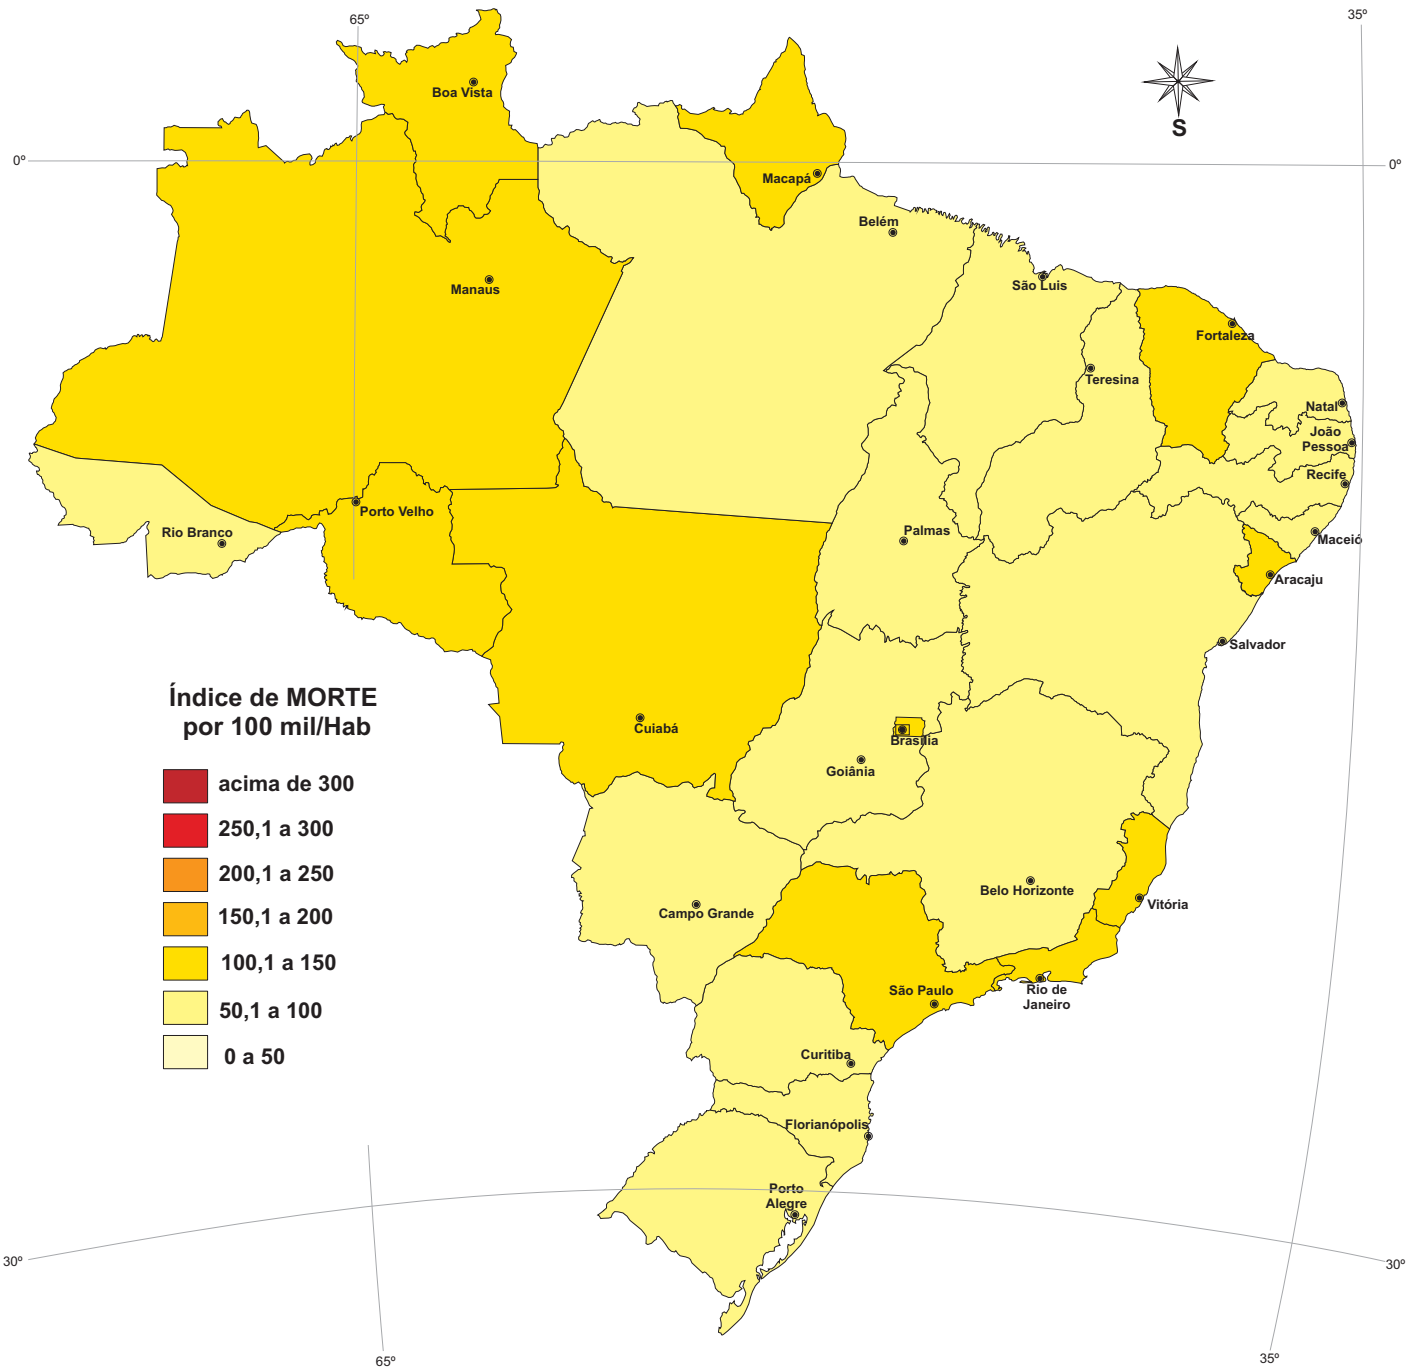 65º
35º
Boa Vista
S
0º
0º
Macapá
Belém
São Luis
Manaus
Fortaleza
Teresina
Natal
João
Pessoa
Recife
Porto Velho
Rio Branco
Palmas
Maceió
Aracaju
Salvador
Índice de MORTE
por 100 mil/Hab
Cuiabá
Brasília
Goiânia
acima de 300
250,1 a 300
200,1 a 250
150,1 a 200
100,1 a 150
50,1 a 100
0 a 50
Belo Horizonte
Campo Grande
Vitória
São Paulo
Rio de
Janeiro
Curitiba
Florianópolis
Porto
Alegre
30º
30º
65º
35º